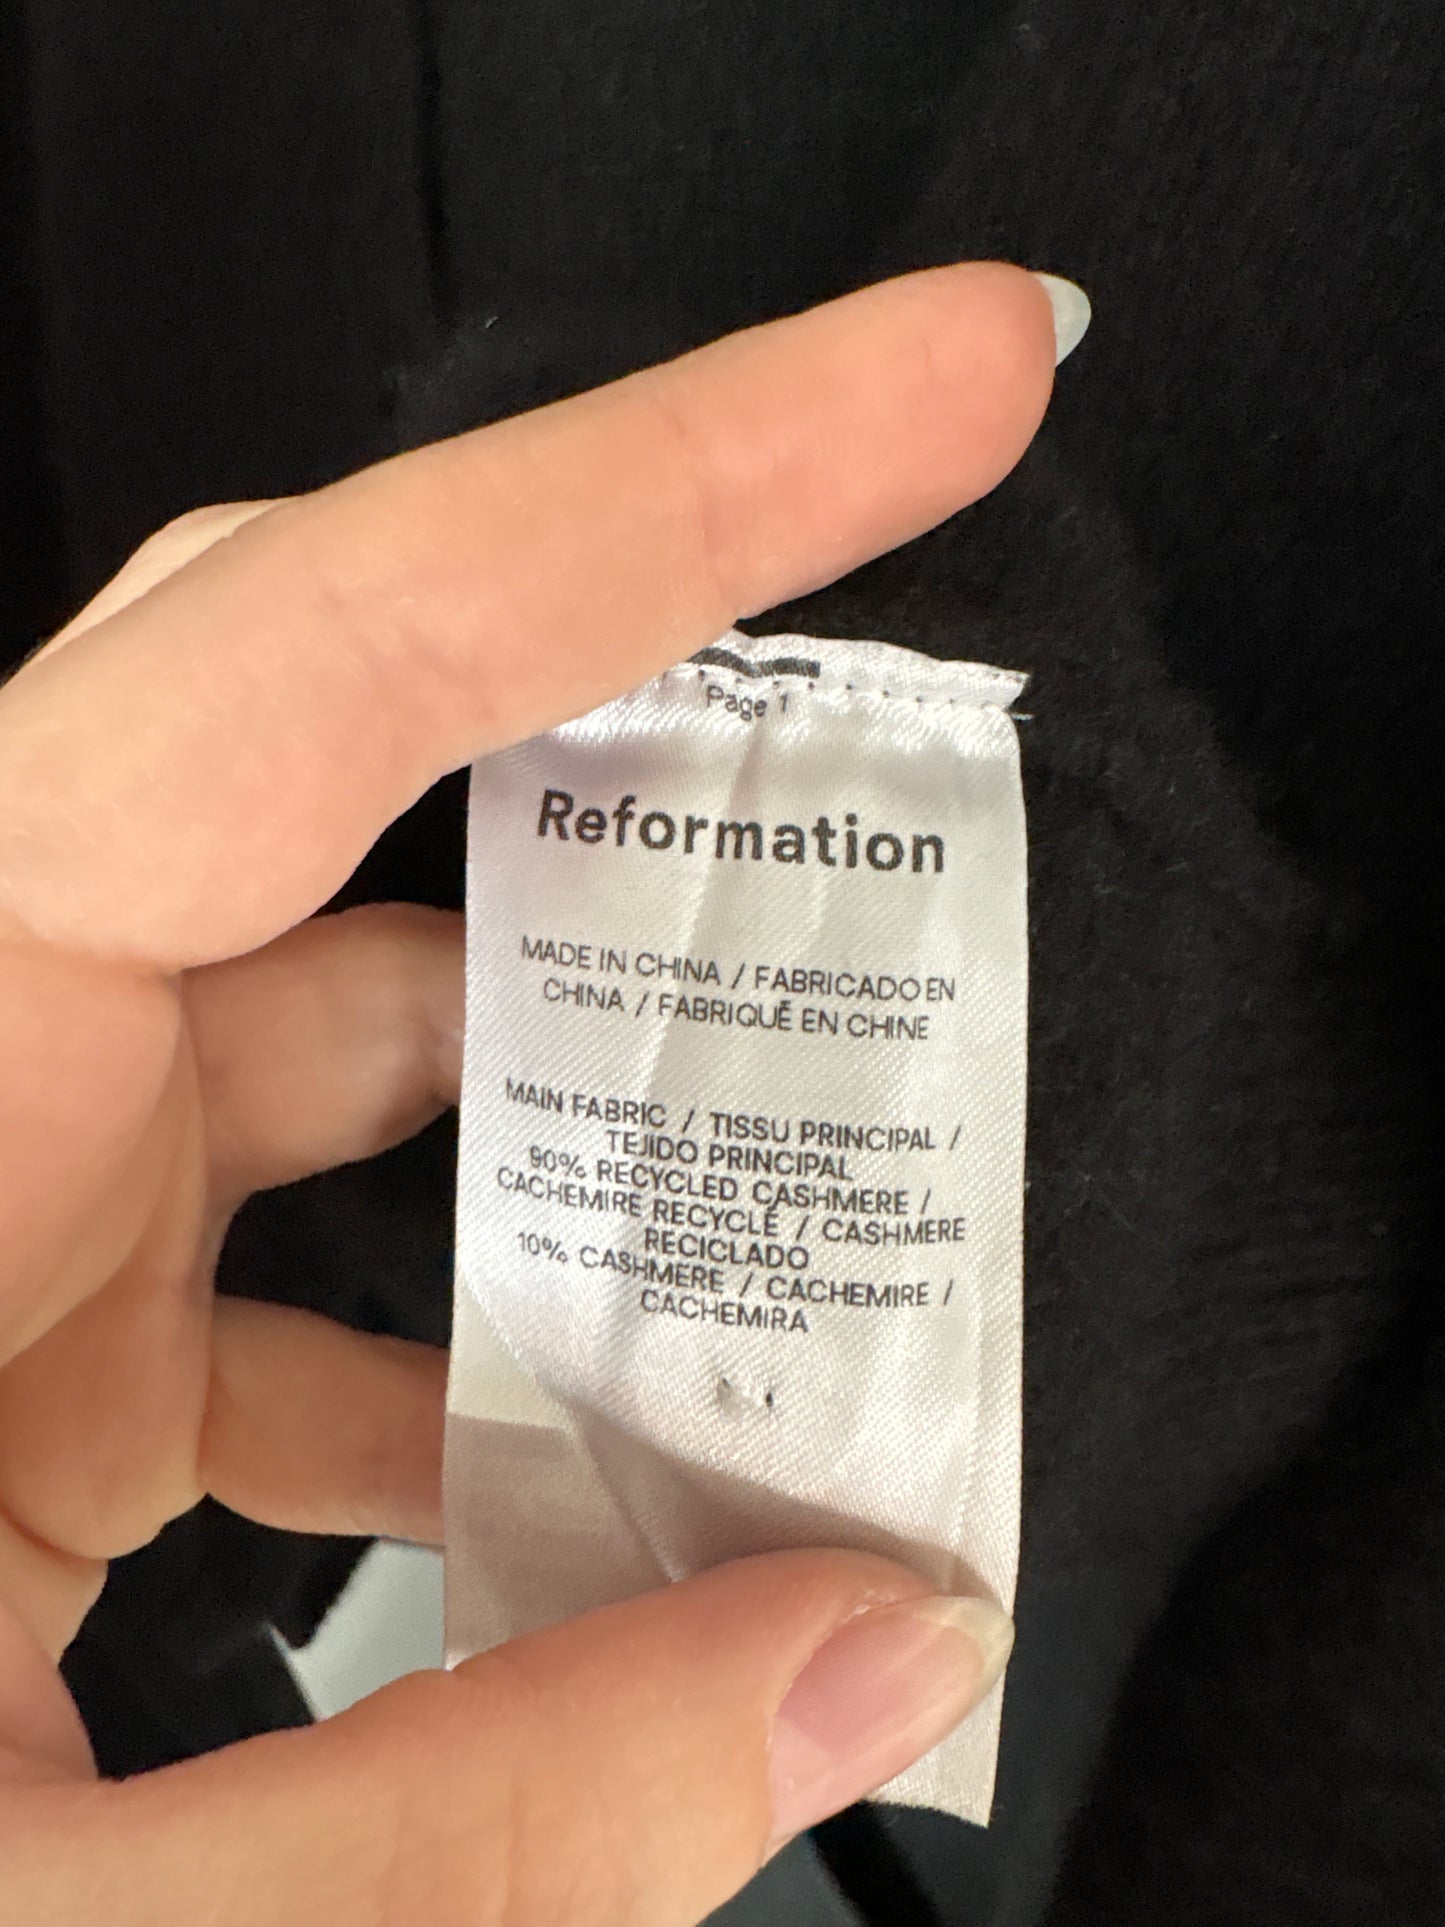 Page 1
Reformation
MADE IN CHINA / FABRICADO EN
CHINA / FABRIQUÉ EN CHINE
MAIN FABRIC / TISSU PRINCIPAL /
TEJIDO PRINCIPAL
90% RECYCLED CASHMERE /
CACHEMIRE RECYCLÉ / CASHMERE
RECICLADO
10% CASHMERE / CACHEMIRE /
CACHEMIRA